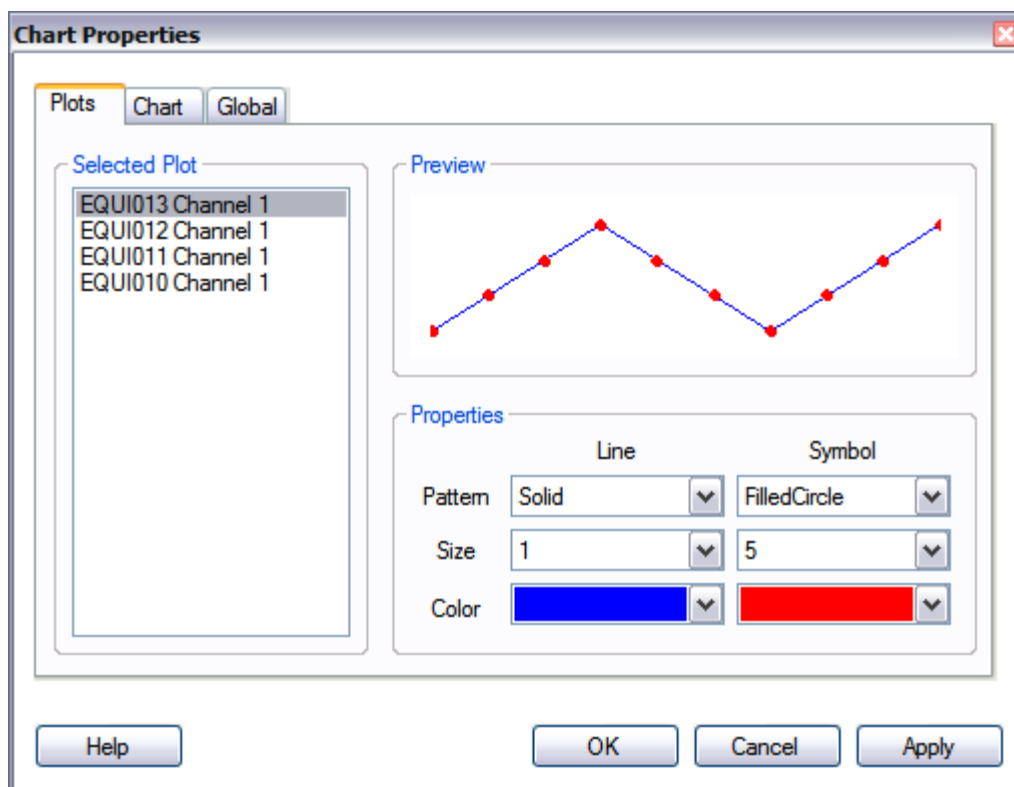 Chart Properties
Plots Chart Global
Selected Plot
EQUI013 Channel 1
EQUI012 Channel 1
EQUI011 Channel 1
EQUI010 Channel 1
Preview
Properties
Line Symbol
Pattern Solid FilledCircle
Size 1 5
Color
Help OK Cancel Apply